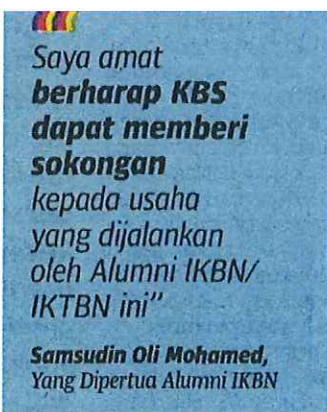 Saya amat
berharap KBS
dapat memberi
sokongan
kepada usaha
yang dijalankan
oleh Alumni IKBN/
IKTBN ini”
Samsudin Oli Mohamed,
Yang Dipertua Alumni IKBN